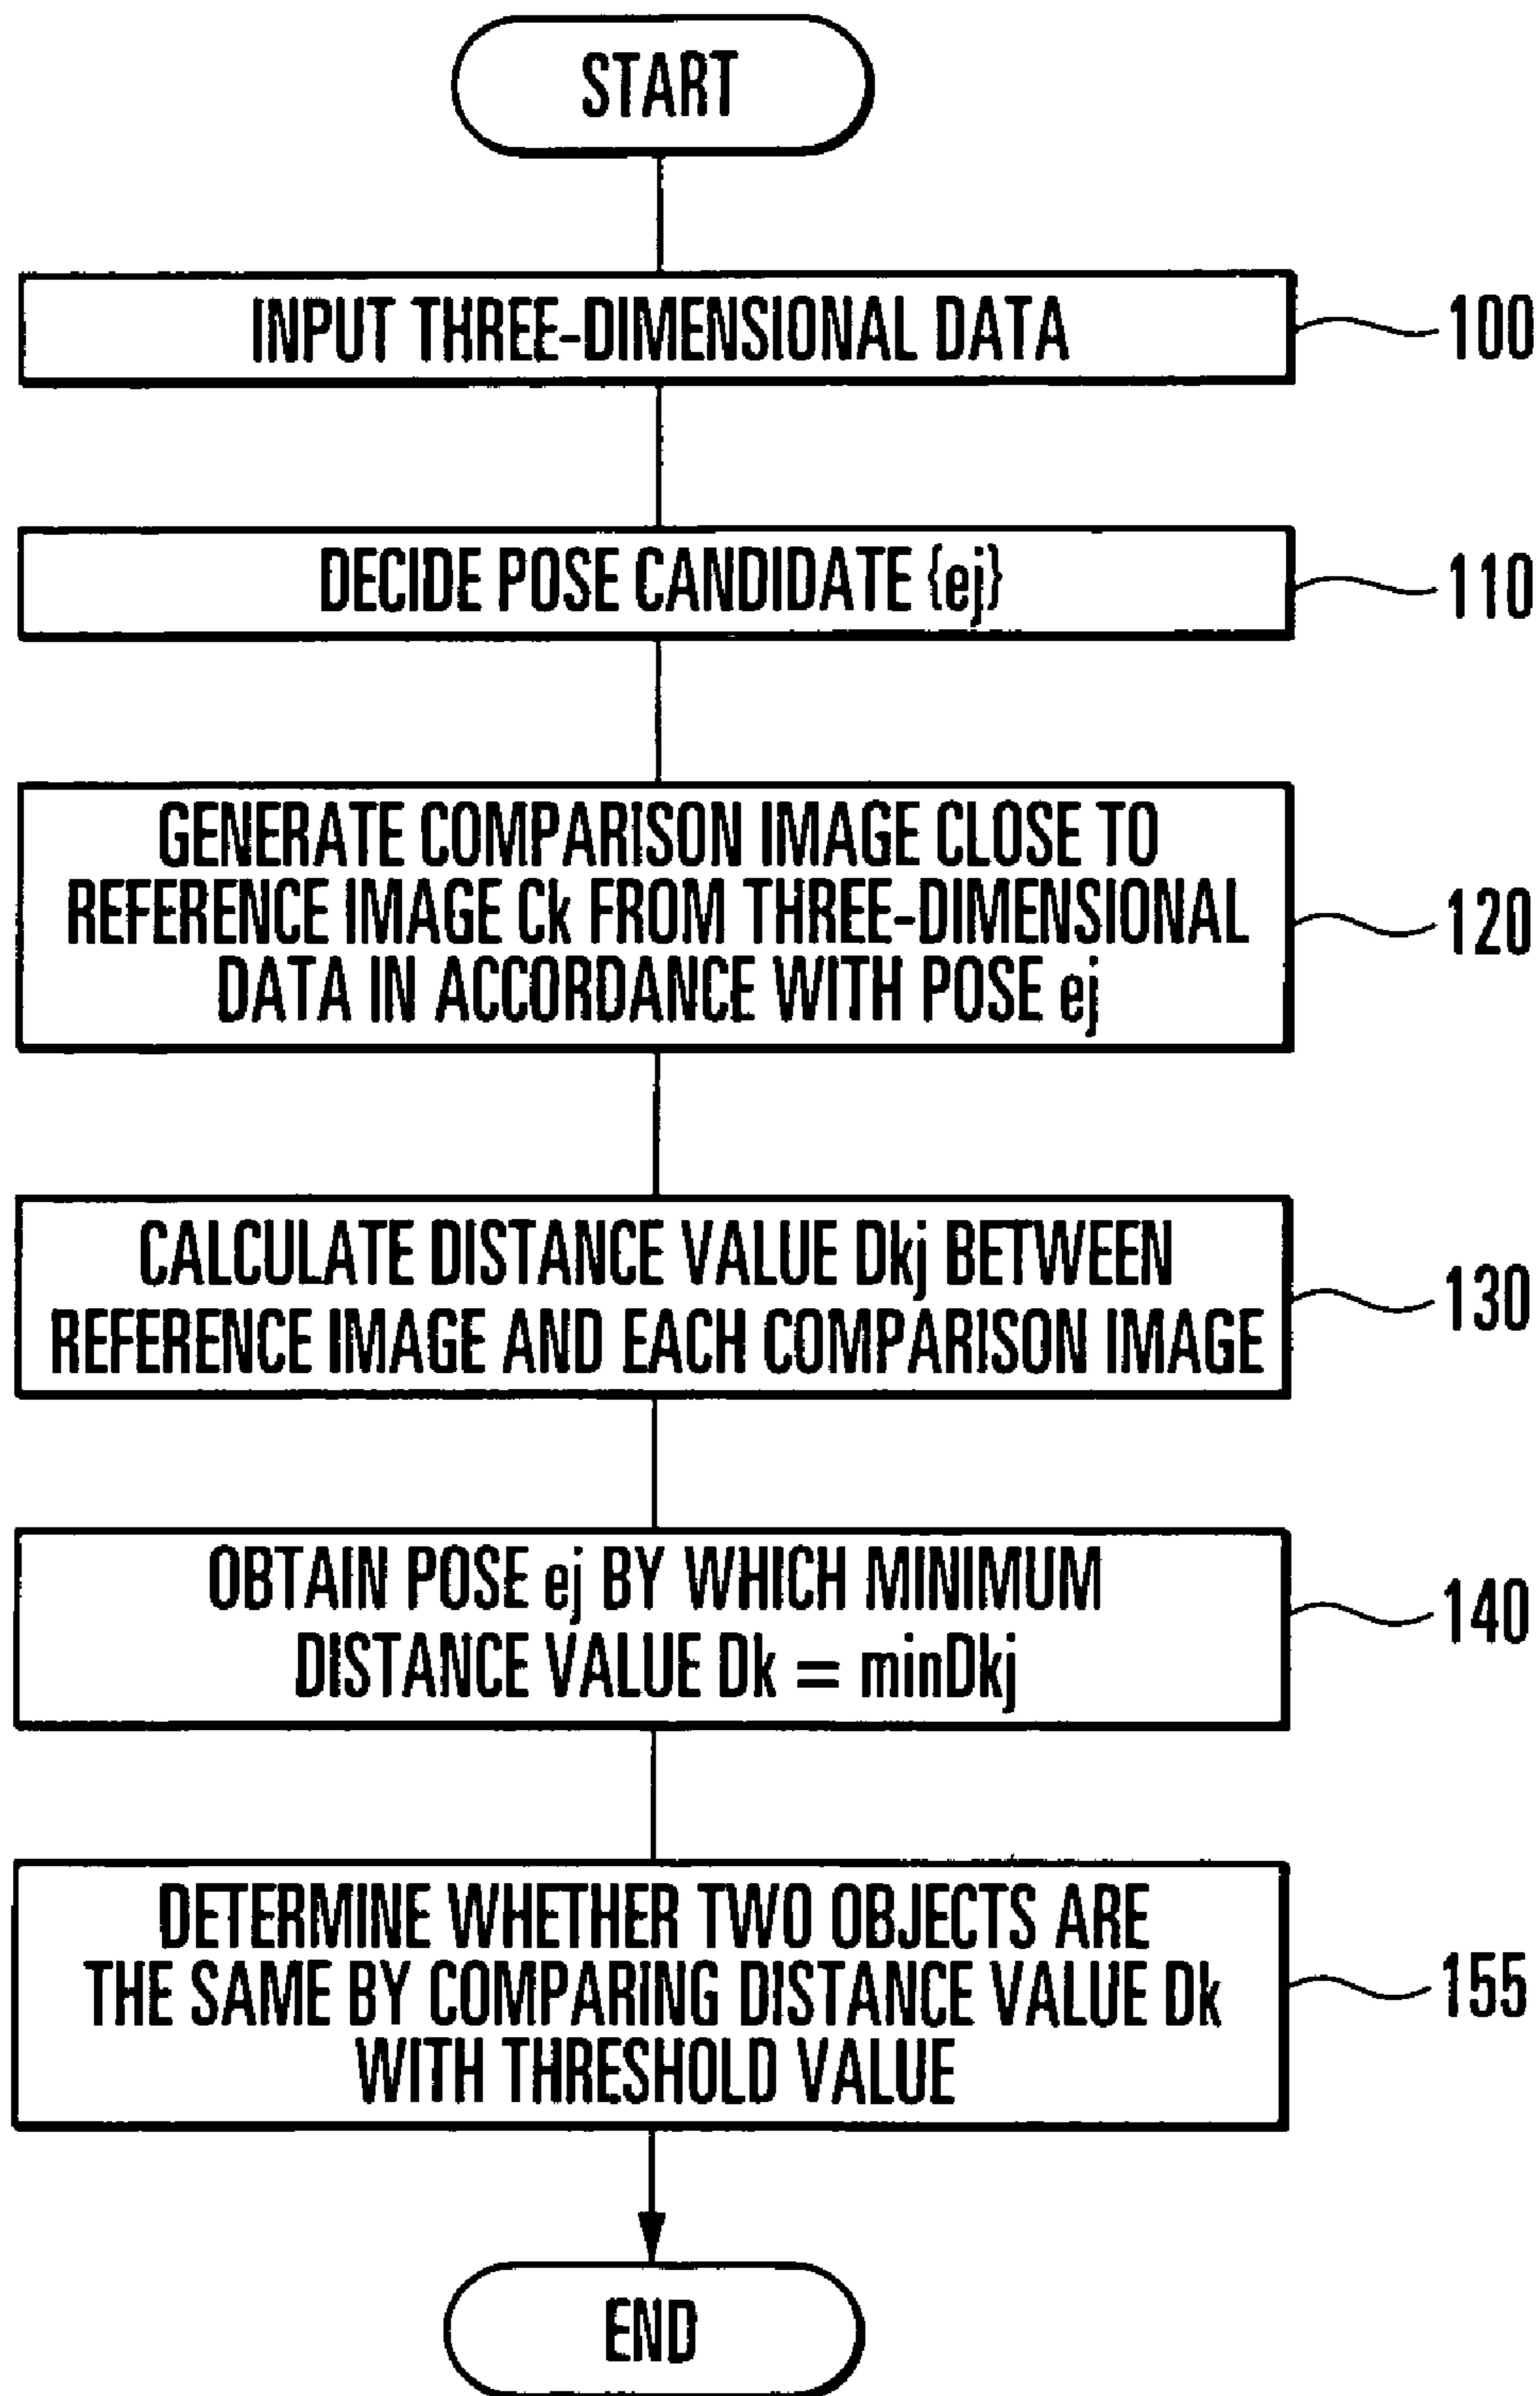 START
INPUT THREE-DIMENSIONAL DATA
100
DECIDE POSE CANDIDATE {ej}
110
GENERATE COMPARISON IMAGE CLOSE TO
REFERENCE IMAGE Ck FROM THREE-DIMENSIONAL
DATA IN ACCORDANCE WITH POSE ej
120
CALCULATE DISTANCE VALUE Dkj BETWEEN
REFERENCE IMAGE AND EACH COMPARISON IMAGE
130
OBTAIN POSE ej BY WHICH MINIMUM
DISTANCE VALUE Dk = minDkj
140
DETERMINE WHETHER TWO OBJECTS ARE
THE SAME BY COMPARING DISTANCE VALUE Dk
WITH THRESHOLD VALUE
155
END